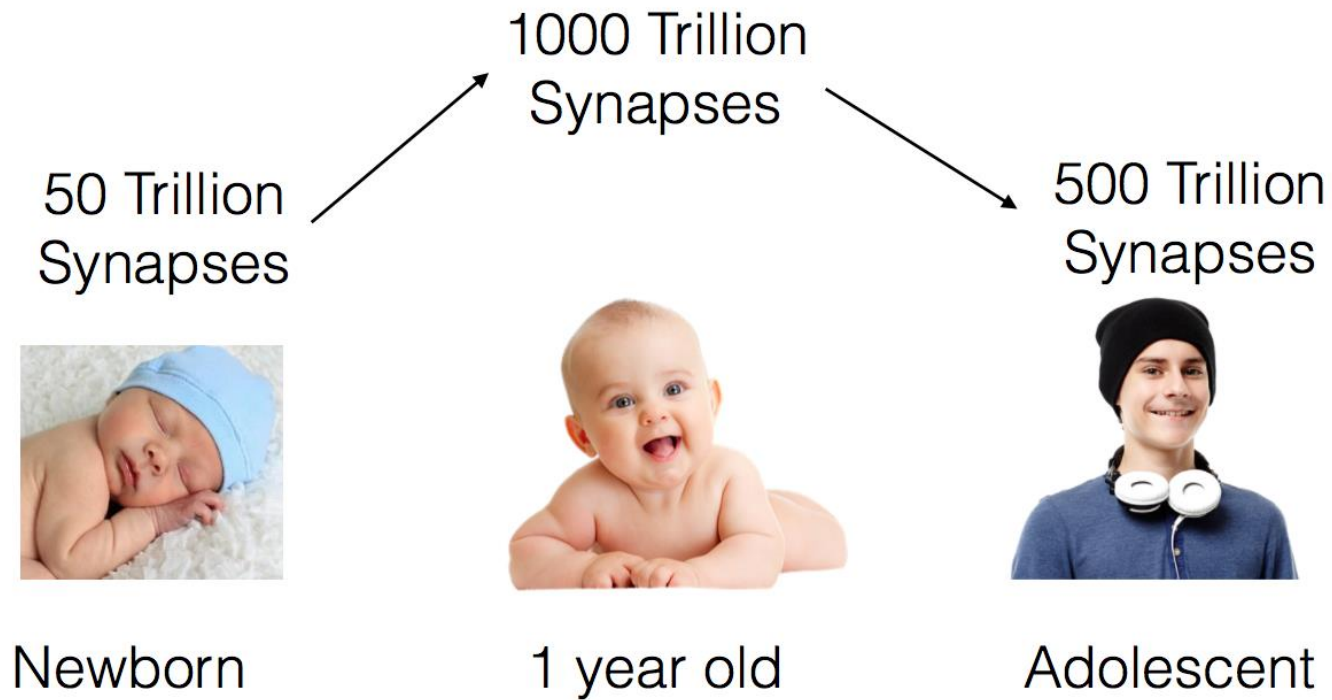 1000 Trillion
Synapses
50 Trillion
Synapses
500 Trillion
Synapses
Newborn
1 year old
Adolescent